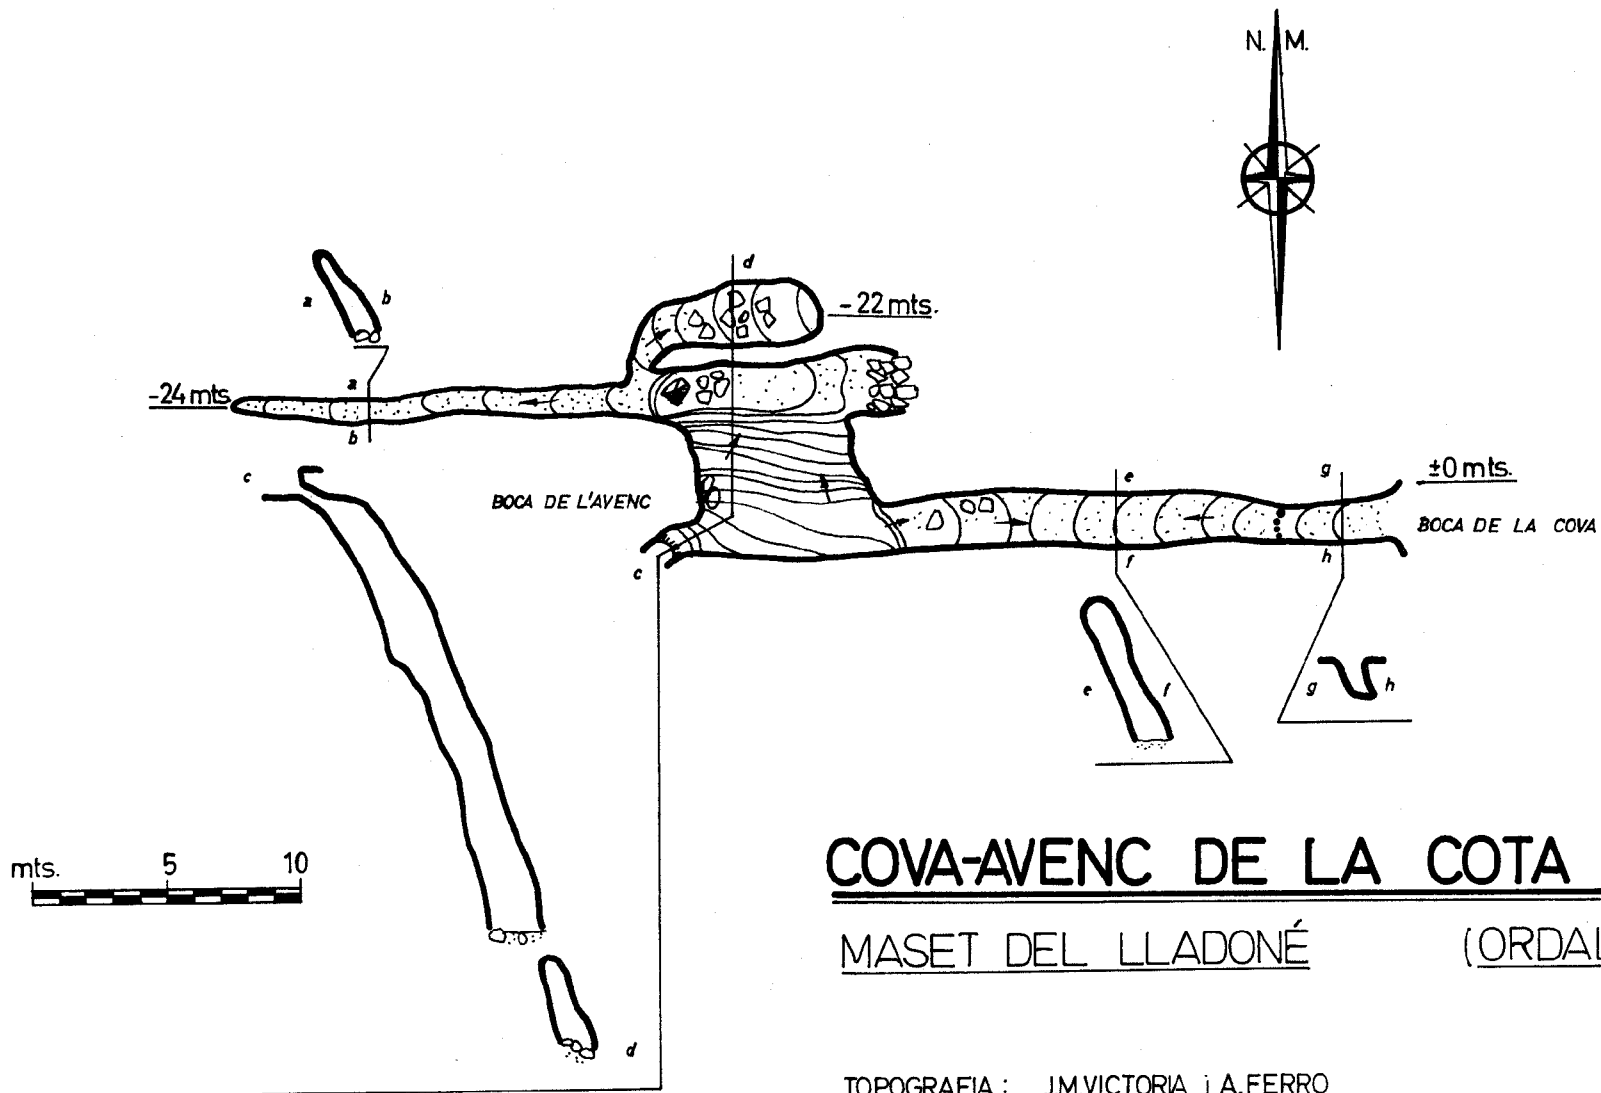 N. M.
d
-22 mts.
a b
a
-24 mts.
b
c
BOCA DE L'AVENC
e
g
±0 mts.
BOCA DE LA COVA
c
f
h
e f
g h
mts. 5 10
COVA-AVENC DE LA COTA
MASET DEL LLADONÉ (ORDAL
d
TOPOGRAFIA: J.M VICTORIA i A.FERRO